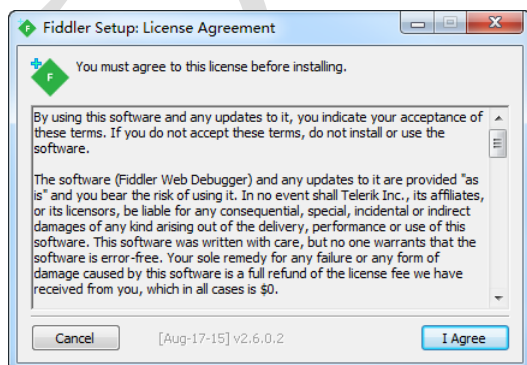 Fiddler Setup: License Agreement
F
You must agree to this license before installing.
By using this software and any updates to it, you indicate your acceptance of
these terms. If you do not accept these terms, do not install or use the
software.
The software (Fiddler Web Debugger) and any updates to it are provided "as
is" and you bear the risk of using it. In no event shall Telerik Inc., its affiliates,
or its licensors, be liable for any consequential, special, incidental or indirect
damages of any kind arising out of the delivery, performance or use of this
software. This software was written with care, but no one warrants that the
software is error-free. Your sole remedy for any failure or any form of
damage caused by this software is a full refund of the license fee we have
received from you, which in all cases is $0.
Cancel
[Aug-17-15] v2.6.0.2
I Agree